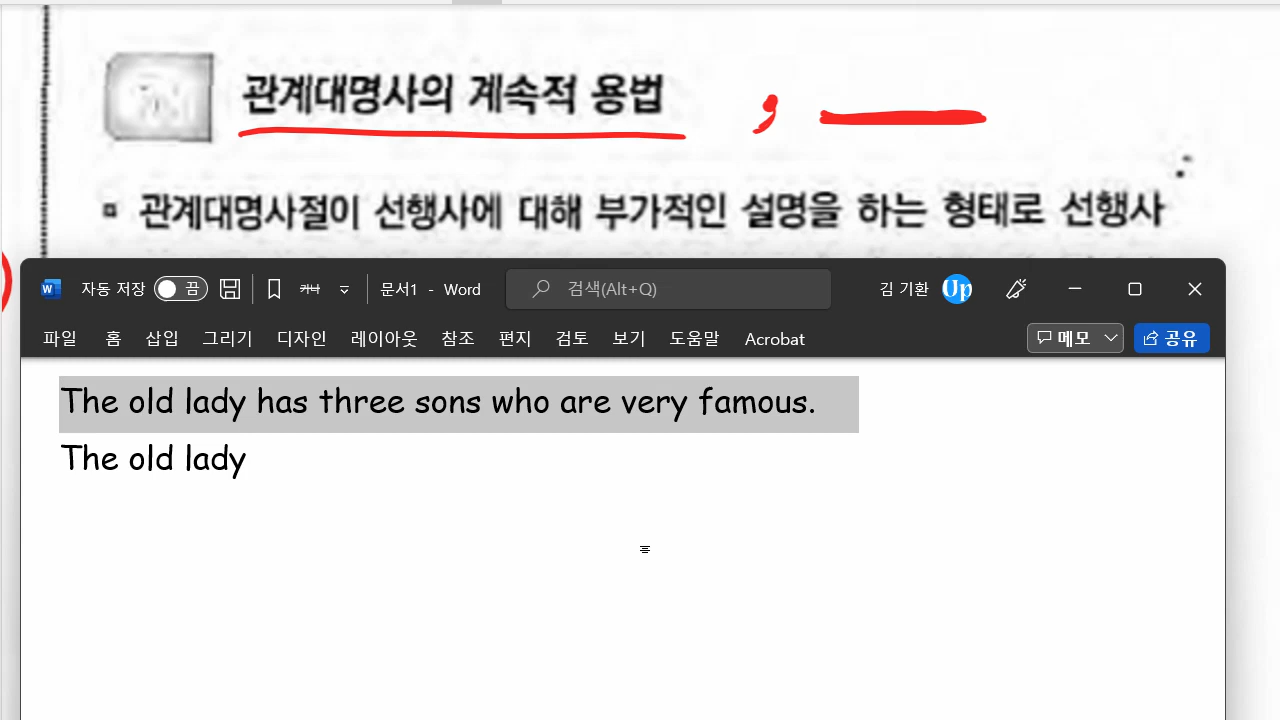 관계대명사의 계속적 용법 ,
관계대명사절이 선행사에 대해 부가적인 설명을 하는 형태로 선행사
자동 저장 끔 가나 문서1 - Word 검색(Alt+Q) 김 기환 Up
파일 홈 삽입 그리기 디자인 레이아웃 참조 편지 검토 보기 도움말 Acrobat 메모 공유
The old lady has three sons who are very famous.
The old lady